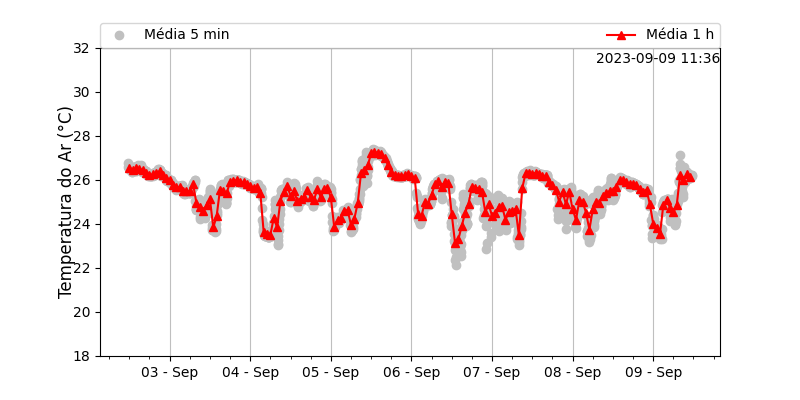 Média 5 min
Média 1 h
2023-09-09 11:36
Temperatura do Ar (°C)
32
30
28
26
24
22
20
18
03 - Sep
04 - Sep
05 - Sep
06 - Sep
07 - Sep
08 - Sep
09 - Sep